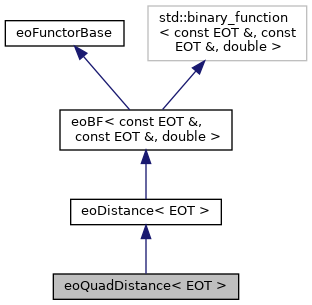 eoFunctorBase
std::binary_function
< const EOT &, const
EOT &, double >
eoBF< const EOT &,
const EOT &, double >
eoDistance< EOT >
eoQuadDistance< EOT >